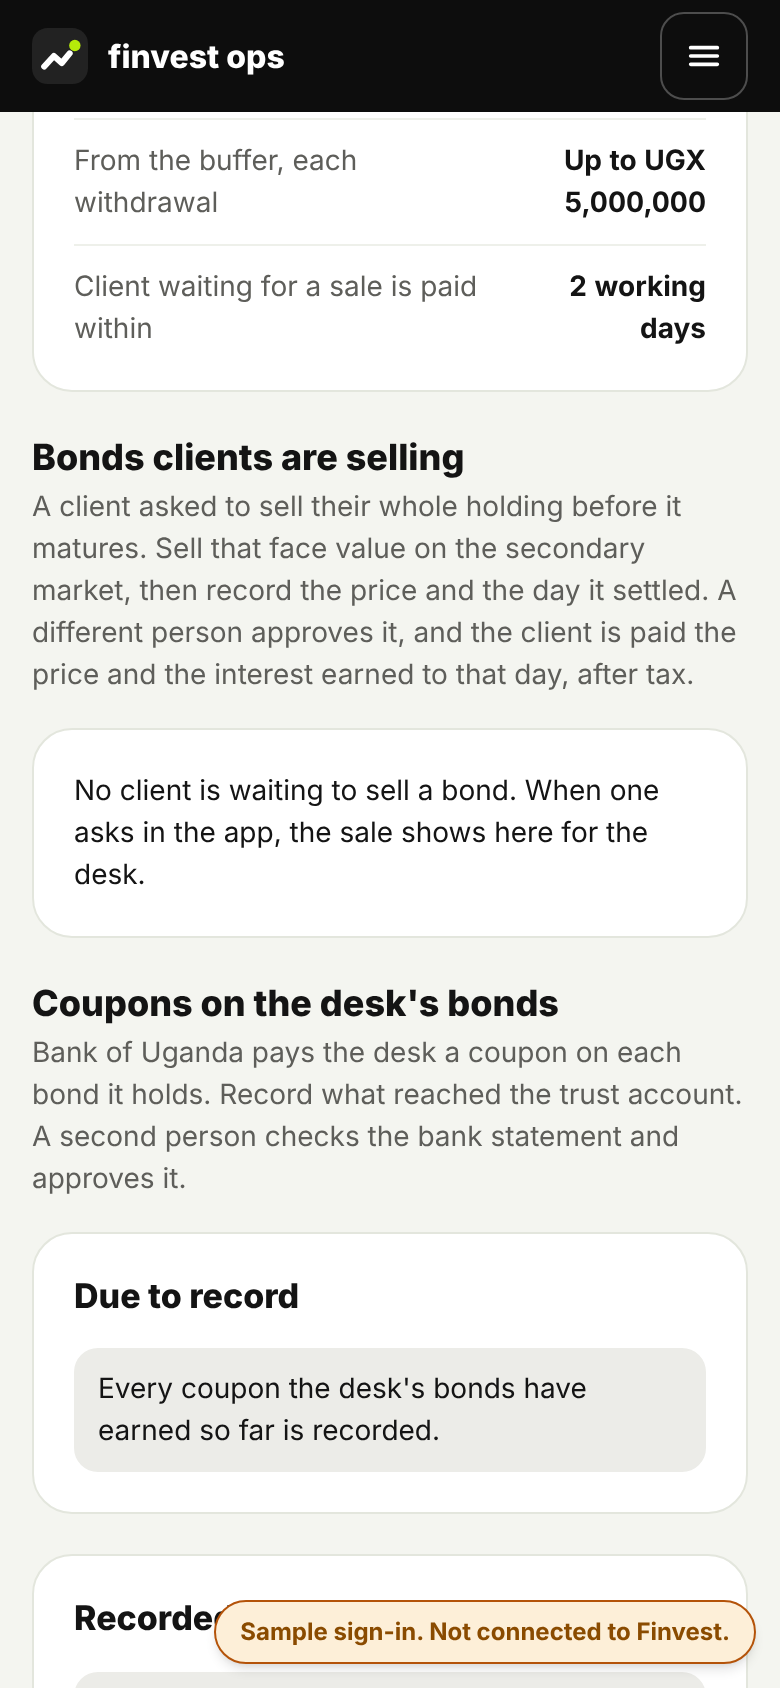 finvest ops
From the buffer, each
withdrawal
Up to UGX
5,000,000
Client waiting for a sale is paid
within
2 working
days
Bonds clients are selling
A client asked to sell their whole holding before it
matures. Sell that face value on the secondary
market, then record the price and the day it settled. A
different person approves it, and the client is paid the
price and the interest earned to that day, after tax.
No client is waiting to sell a bond. When one
asks in the app, the sale shows here for the
desk.
Coupons on the desk's bonds
Bank of Uganda pays the desk a coupon on each
bond it holds. Record what reached the trust account.
A second person checks the bank statement and
approves it.
Due to record
Every coupon the desk's bonds have
earned so far is recorded.
Recorded
Sample sign-in. Not connected to Finvest.